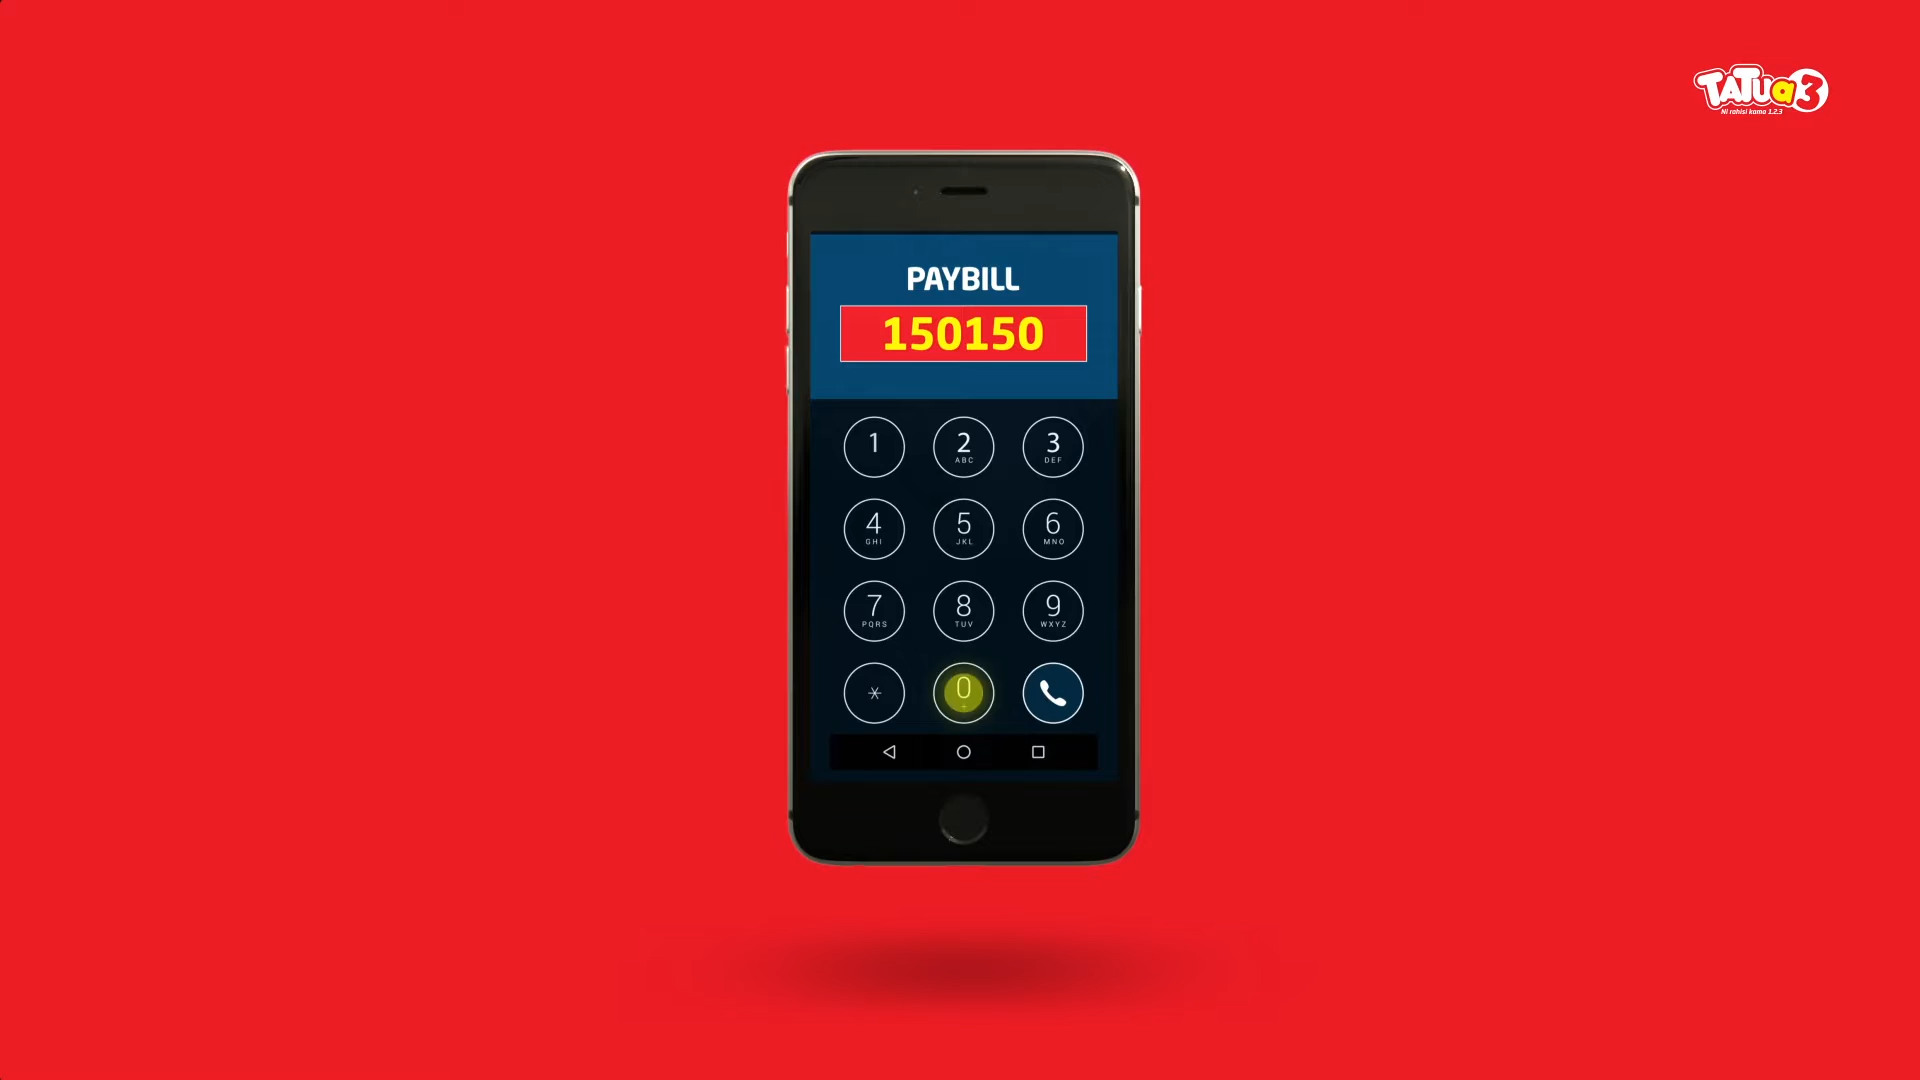 TATUa3
Ni rahisi kama 1.2.3
PAYBILL
150150
1
2
ABC
3
DEF
4
GHI
5
JKL
6
MNO
7
PQRS
8
TUV
9
WXYZ
*
0
+